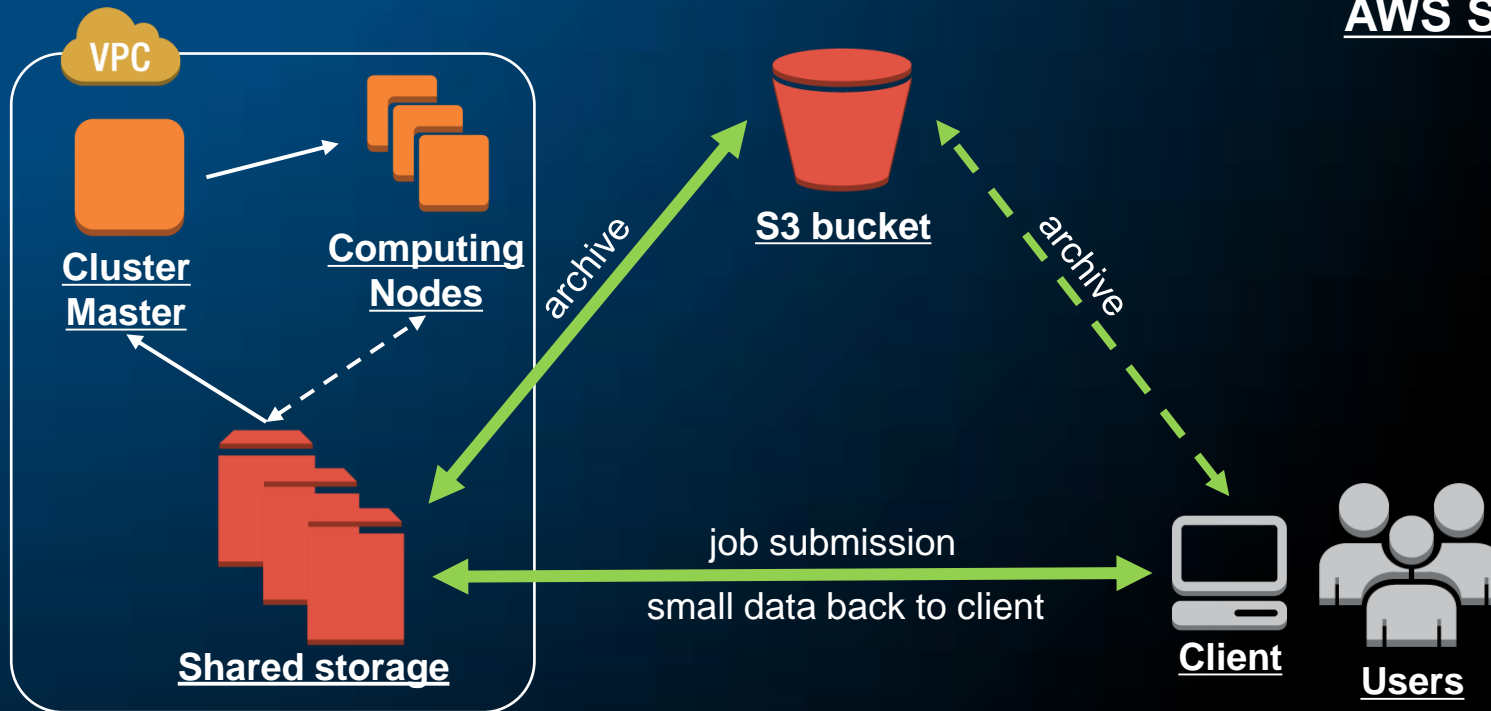 AWS S
VPC
Cluster
Master
Computing
Nodes
S3 bucket
archive
archive
job submission
small data back to client
Shared storage
Client
Users